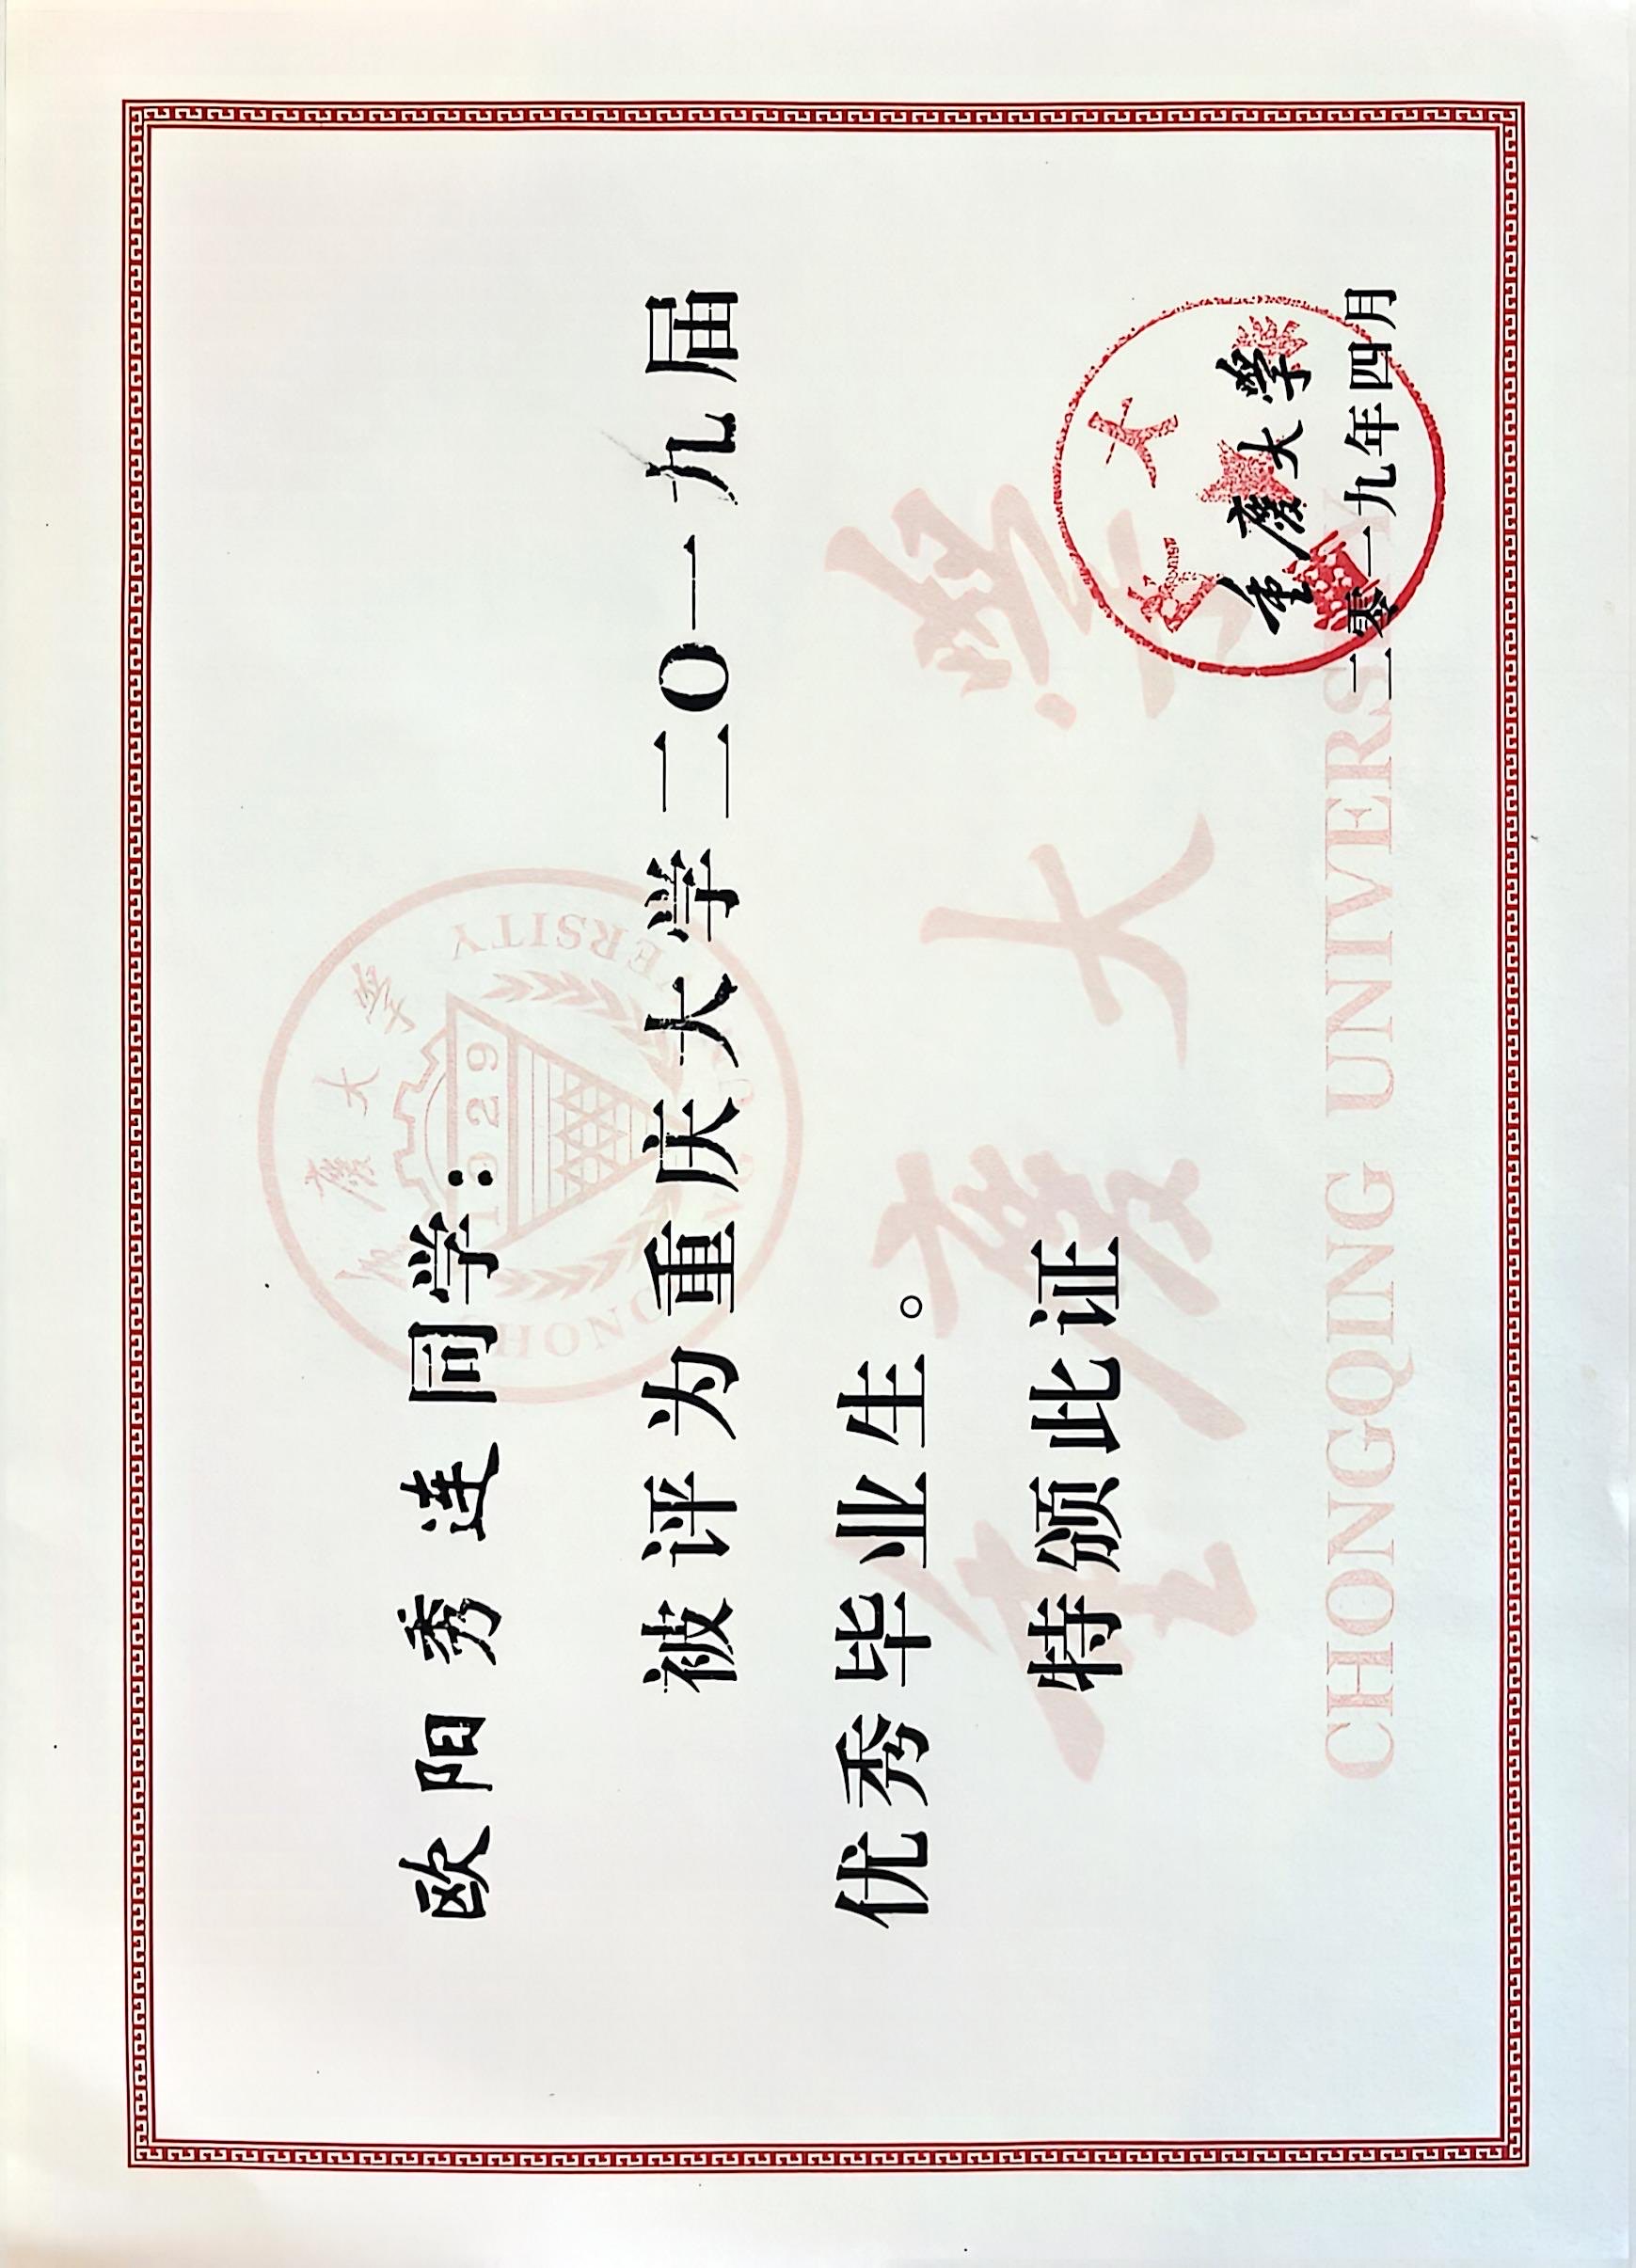 重慶大學
1929
CHONGQING UNIVERSITY
欧阳秀连同学：
被评为重庆大学二O一九届
优秀毕业生。
特颁此证
重慶大學
CHONGQING UNIVERSITY
重慶大學
二零一九年四月